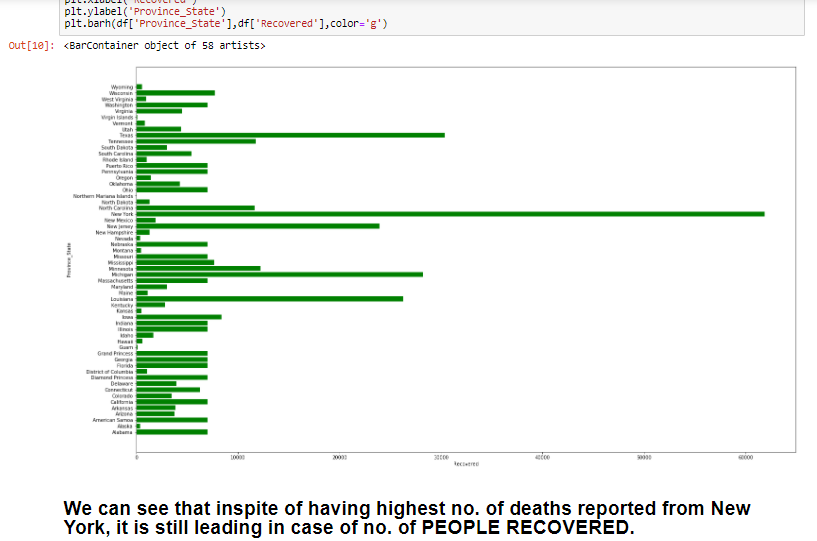 plt.xlabel('Recovered')
plt.ylabel('Province_State')
plt.barh(df['Province_State'],df['Recovered'],color='g')
Out[10]: <BarContainer object of 58 artists>
Wyoming
Wisconsin
West Virginia
Washington
Virginia
Virgin Islands
Vermont
Utah
Texas
Tennessee
South Dakota
South Carolina
Rhode Island
Puerto Rico
Pennsylvania
Oregon
Oklahoma
Ohio
Northern Mariana Islands
North Dakota
North Carolina
New York
New Mexico
New Jersey
New Hampshire
Nevada
Nebraska
Montana
Missouri
Mississippi
Minnesota
Michigan
Massachusetts
Maryland
Maine
Louisiana
Kentucky
Kansas
Iowa
Indiana
Illinois
Idaho
Hawaii
Guam
Grand Princess
Georgia
Florida
District of Columbia
Diamond Princess
Delaware
Connecticut
Colorado
California
Arkansas
Arizona
American Samoa
Alaska
Alabama
Province_State
0 10000 20000 30000 40000 50000 60000
Recovered
We can see that inspite of having highest no. of deaths reported from New
York, it is still leading in case of no. of PEOPLE RECOVERED.